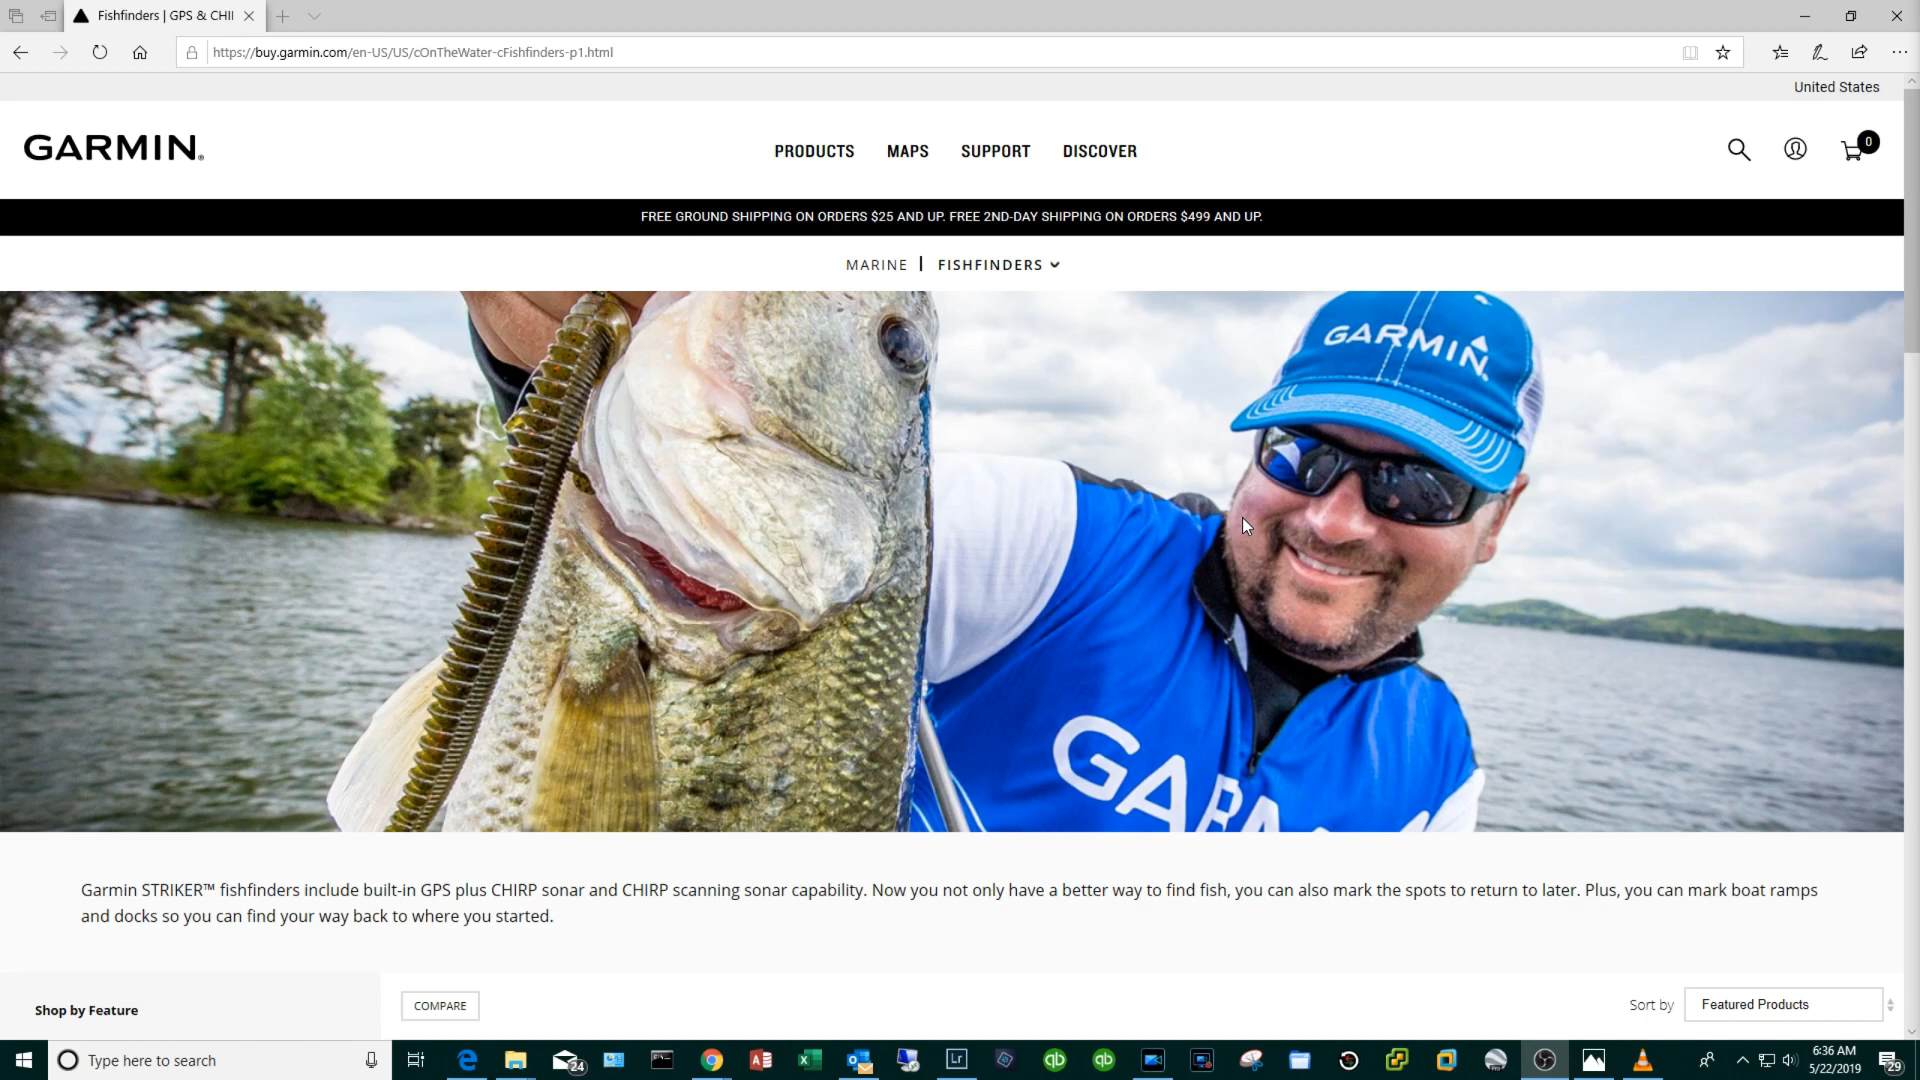 Fishfinders | GPS & CHII
https://buy.garmin.com/en-US/US/cOnTheWater-cFishfinders-p1.html
United States
GARMIN
PRODUCTS MAPS SUPPORT DISCOVER
0
FREE GROUND SHIPPING ON ORDERS $25 AND UP. FREE 2ND-DAY SHIPPING ON ORDERS $499 AND UP.
MARINE | FISHFINDERS
GARMIN
Garmin STRIKER™ fishfinders include built-in GPS plus CHIRP sonar and CHIRP scanning sonar capability. Now you not only have a better way to find fish, you can also mark the spots to return to later. Plus, you can mark boat ramps
and docks so you can find your way back to where you started.
Shop by Feature
COMPARE
Sort by
Featured Products
Type here to search
24
Lr
qb
qb
6:36 AM
5/22/2019
29